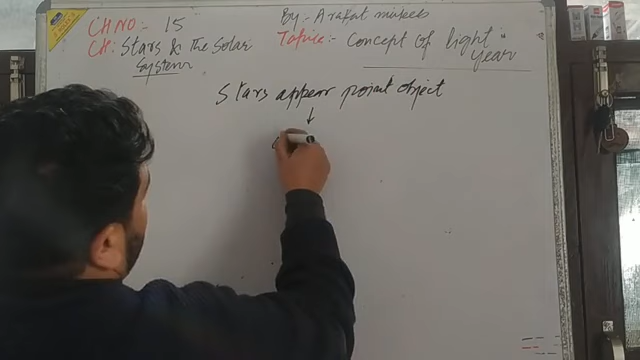 CH NO:- 15
By:- Arafat
CH: Stars & The Solar System
Topic:- Concept Of light year
Stars appear point object